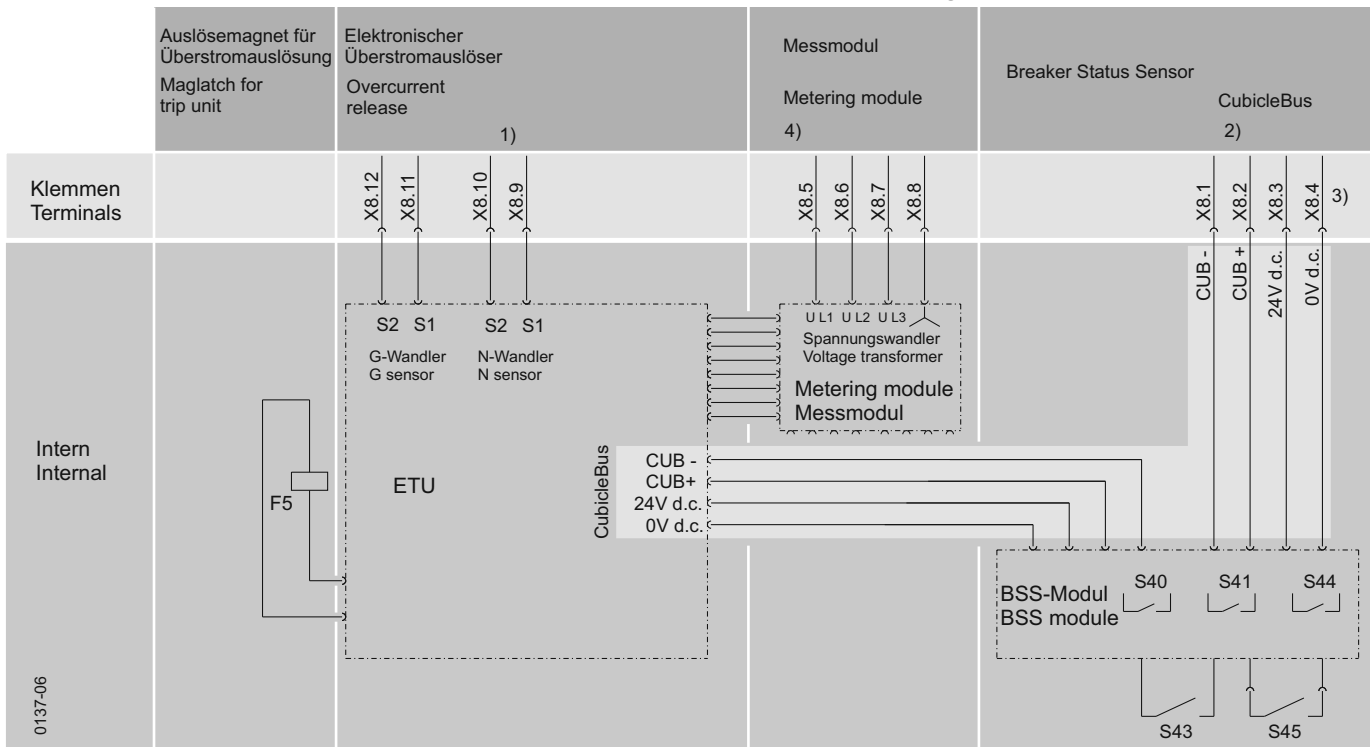 Auslösemagnet für
Überstromauslösung
Maglatch for
trip unit
Elektronischer
Überstromauslöser
Overcurrent
release
1)
Messmodul
Metering module
4)
Breaker Status Sensor
CubicleBus
2)
Klemmen
Terminals
X8.12
X8.11
X8.10
X8.9
X8.5
X8.6
X8.7
X8.8
X8.1
X8.2
X8.3
X8.4
3)
CUB -
CUB +
24V d.c.
0V d.c.
Intern
Internal
F5
S2 S1
G-Wandler
G sensor
S2 S1
N-Wandler
N sensor
ETU
U L1 U L2 U L3
Spannungswandler
Voltage transformer
Metering module
Messmodul
CubicleBus
CUB -
CUB+
24V d.c.
0V d.c.
BSS-Modul
BSS module
S40
S41
S44
S43
S45
0137-06